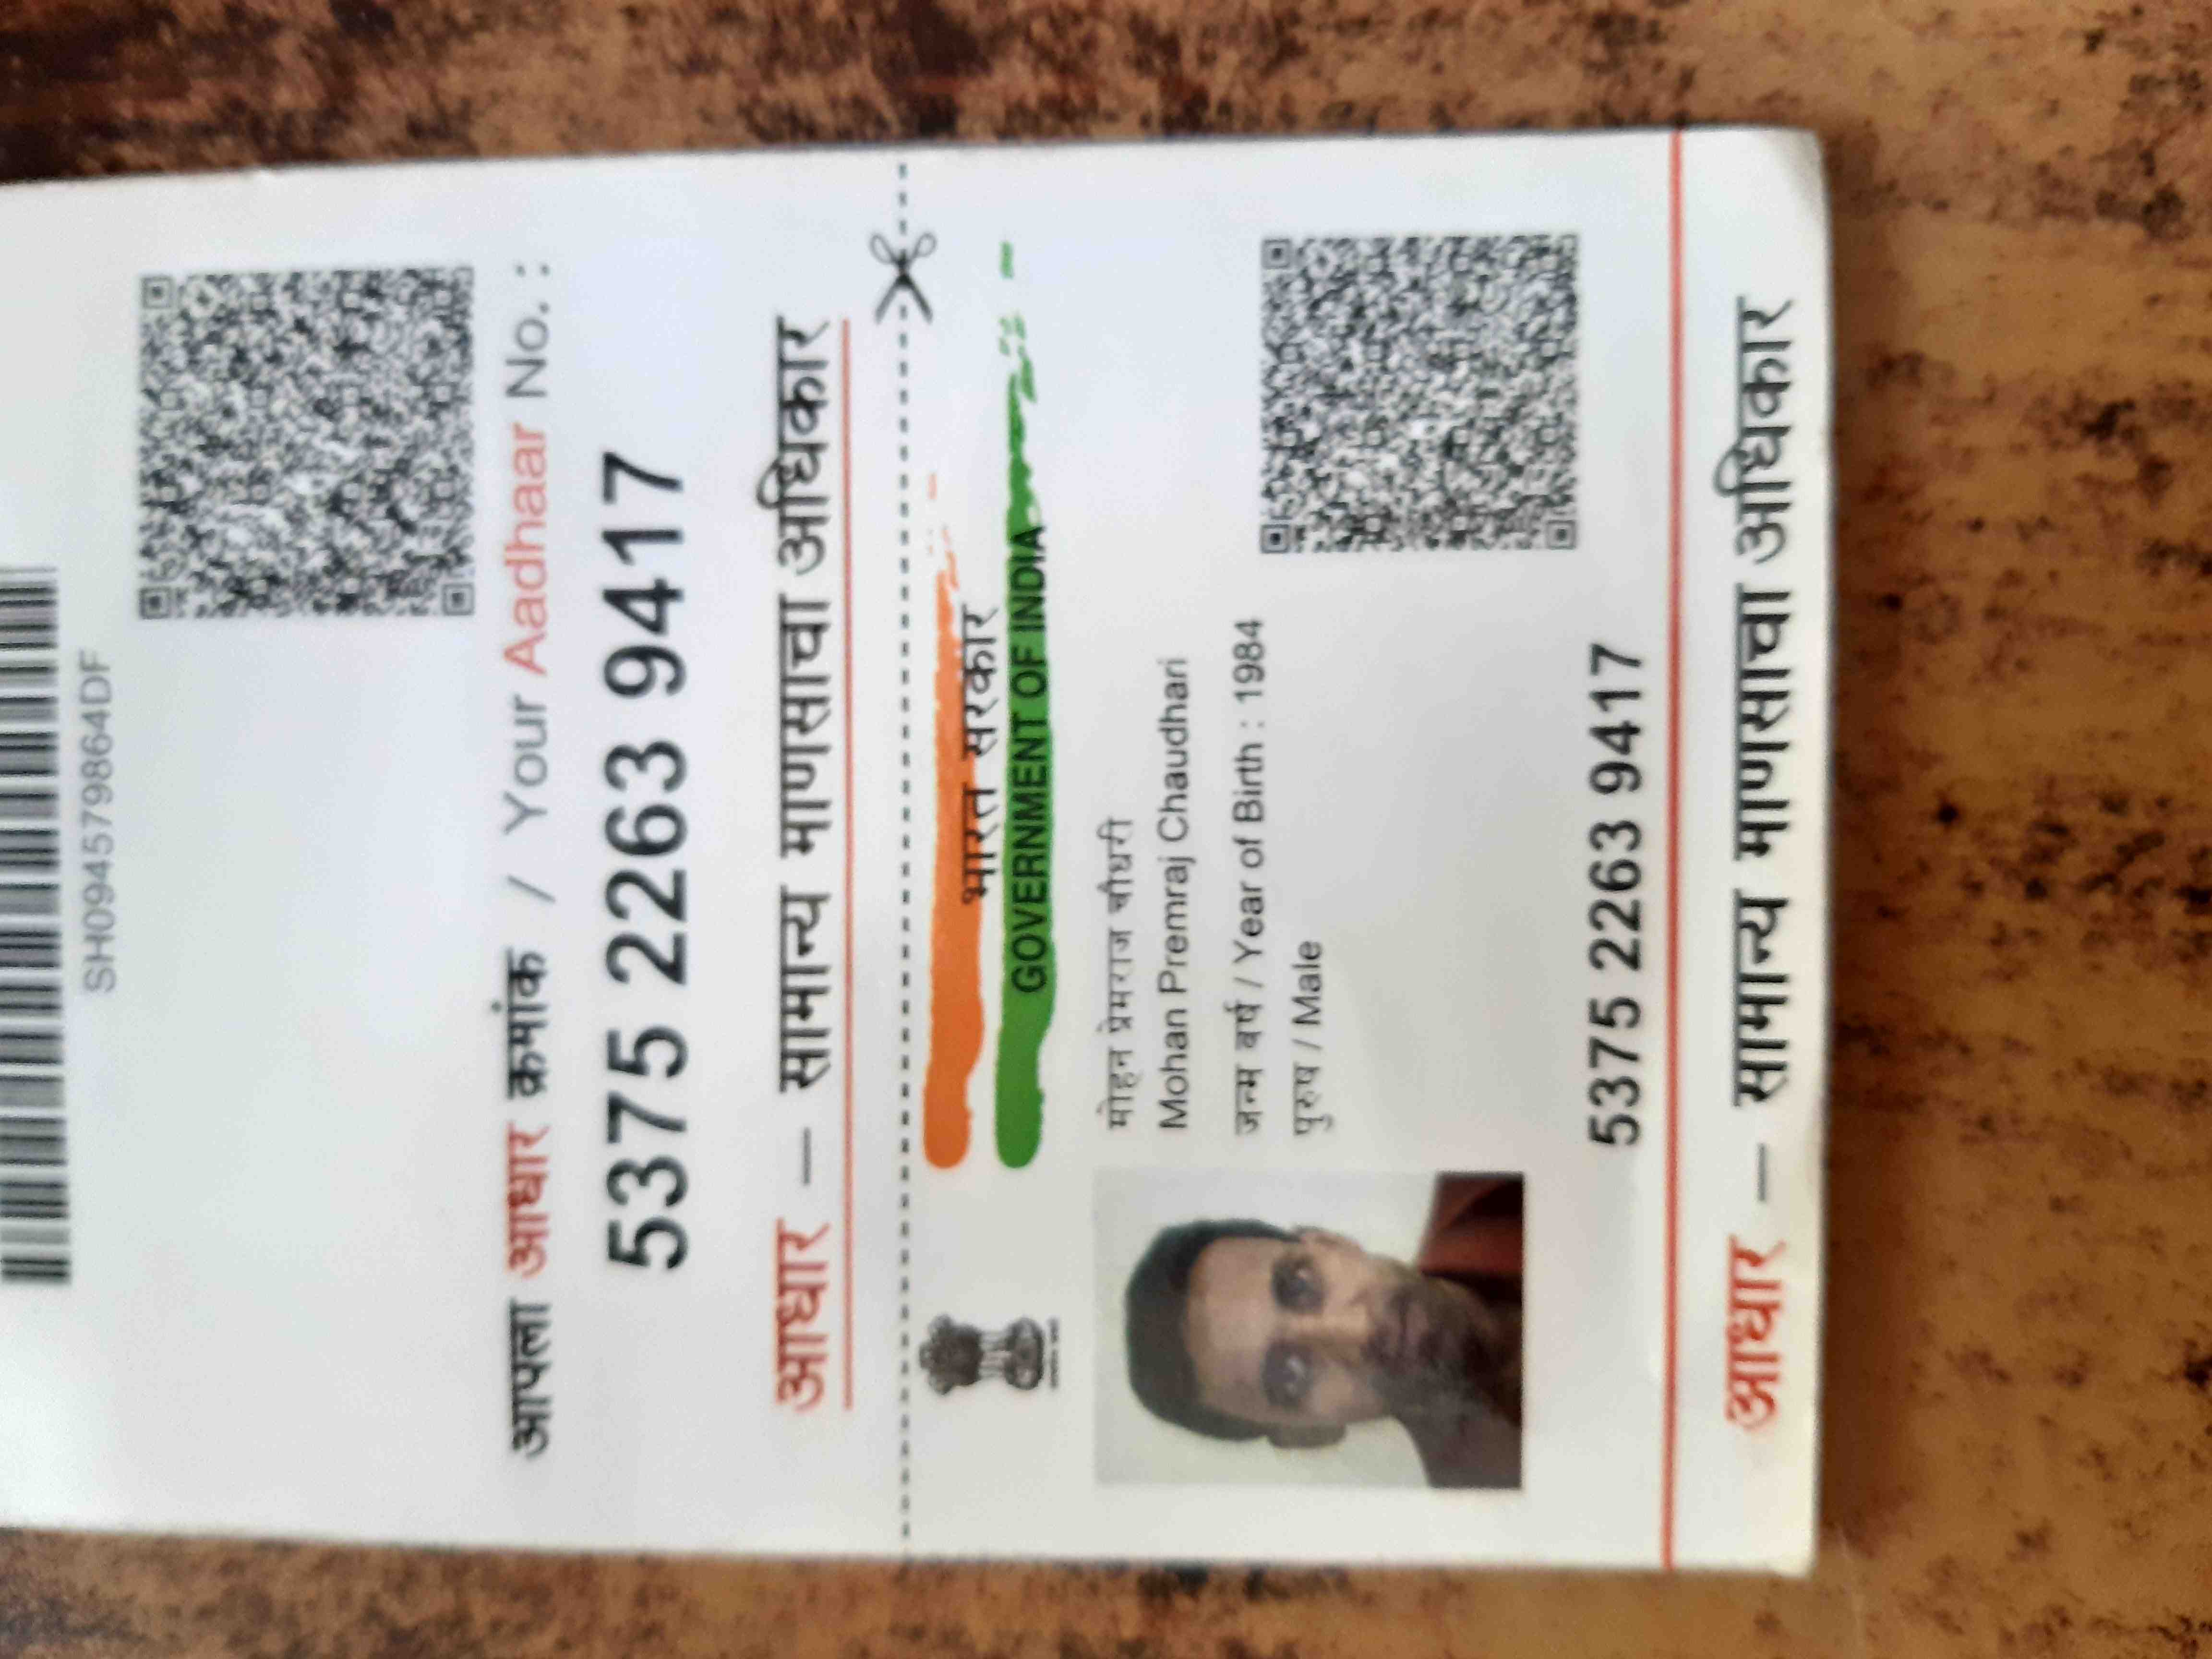 SH094579864DF
आपला आधार क्रमांक / Your Aadhaar No. :
5375 2263 9417
आधार – सामान्य माणसाचा अधिकार
भारत सरकार
GOVERNMENT OF INDIA
मोहन प्रेमराज चौधरी
Mohan Premraj Chaudhari
जन्म वर्ष / Year of Birth : 1984
पुरुष / Male
5375 2263 9417
आधार – सामान्य माणसाचा अधिकार